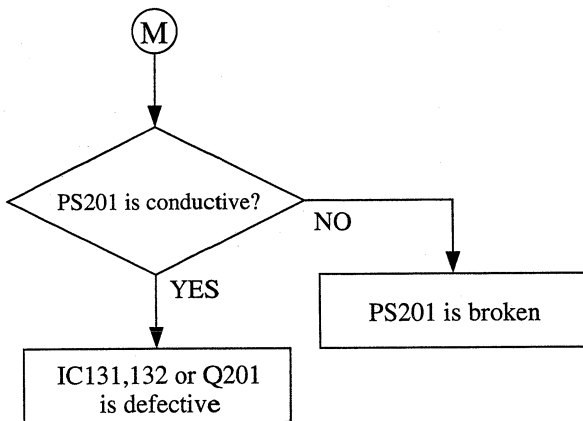 M
PS201 is conductive?
NO
YES
PS201 is broken
IC131,132 or Q201
is defective